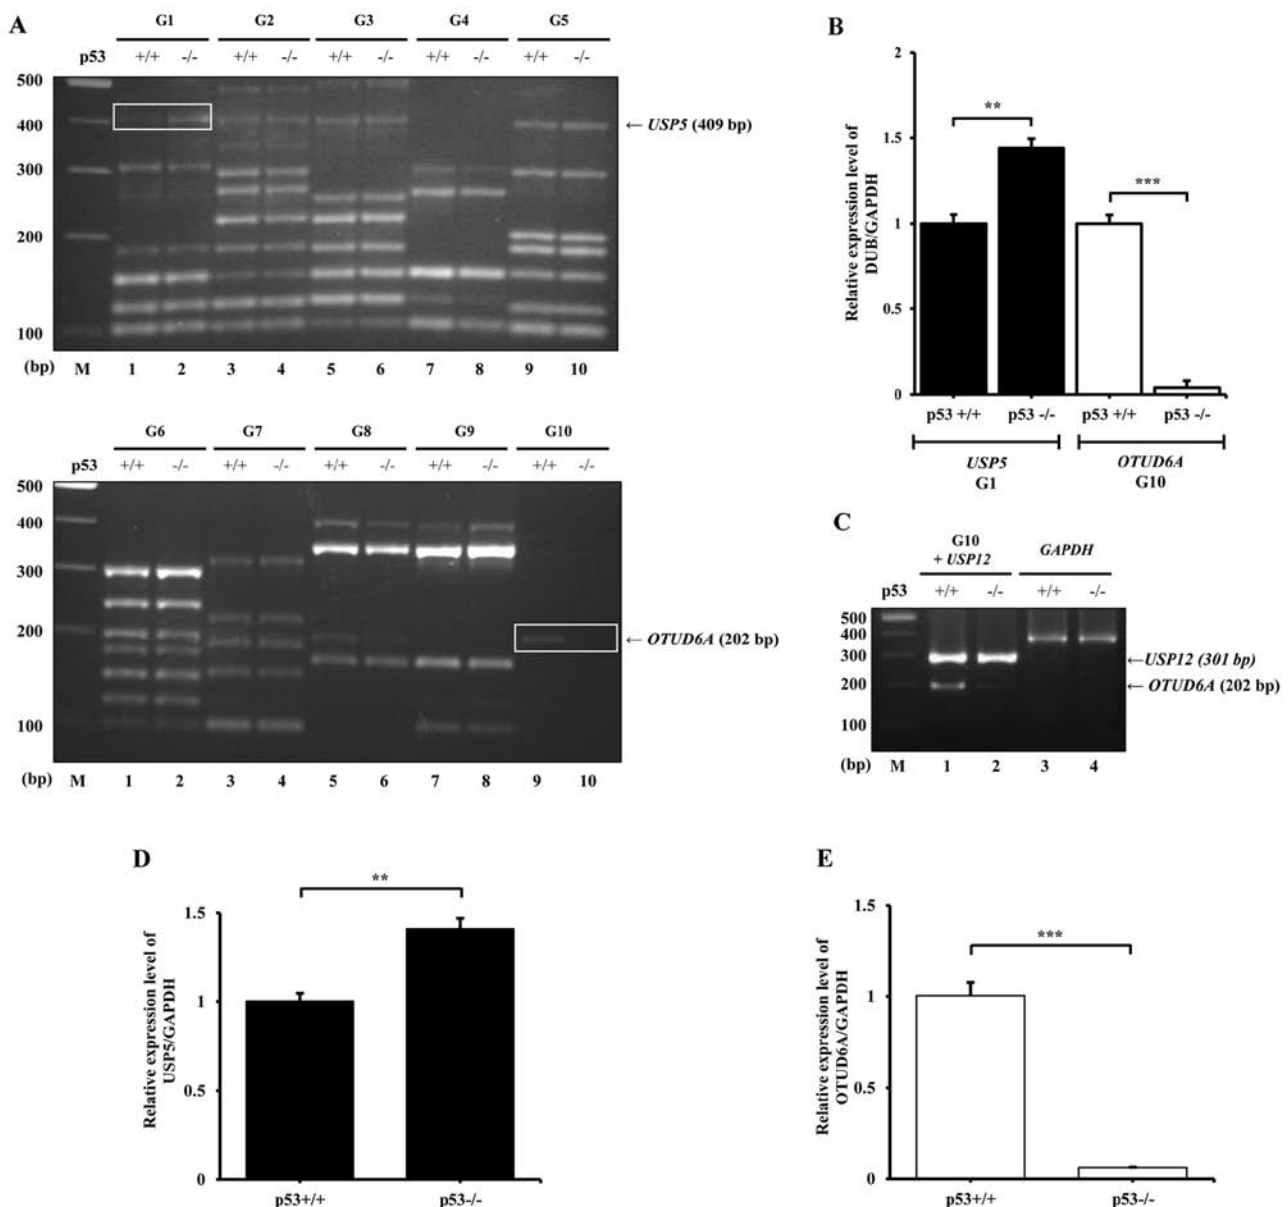 A
G1 G2 G3 G4 G5
p53 +/+ -/- +/+ -/- +/+ -/- +/+ -/- +/+ -/-
500
400
← USP5 (409 bp)
300
200
100
(bp) M 1 2 3 4 5 6 7 8 9 10
G6 G7 G8 G9 G10
p53 +/+ -/- +/+ -/- +/+ -/- +/+ -/- +/+ -/-
500
400
300
200
← OTUD6A (202 bp)
100
(bp) M 1 2 3 4 5 6 7 8 9 10
B
Relative expression level of
DUB/GAPDH
2
1.5
1
0.5
0
**
***
p53 +/+ p53 -/- p53 +/+ p53 -/-
USP5 OTUD6A
G1 G10
C
G10
+ USP12 GAPDH
p53 +/+ -/- +/+ -/-
500
400
300
←USP12 (301 bp)
200
← OTUD6A (202 bp)
100
(bp) M 1 2 3 4
D
Relative expression level of
USP5/GAPDH
1.5
1
0.5
0
**
p53+/+ p53-/-
E
Relative expression level of
OTUD6A/GAPDH
1.5
1
0.5
0
***
p53+/+ p53-/-